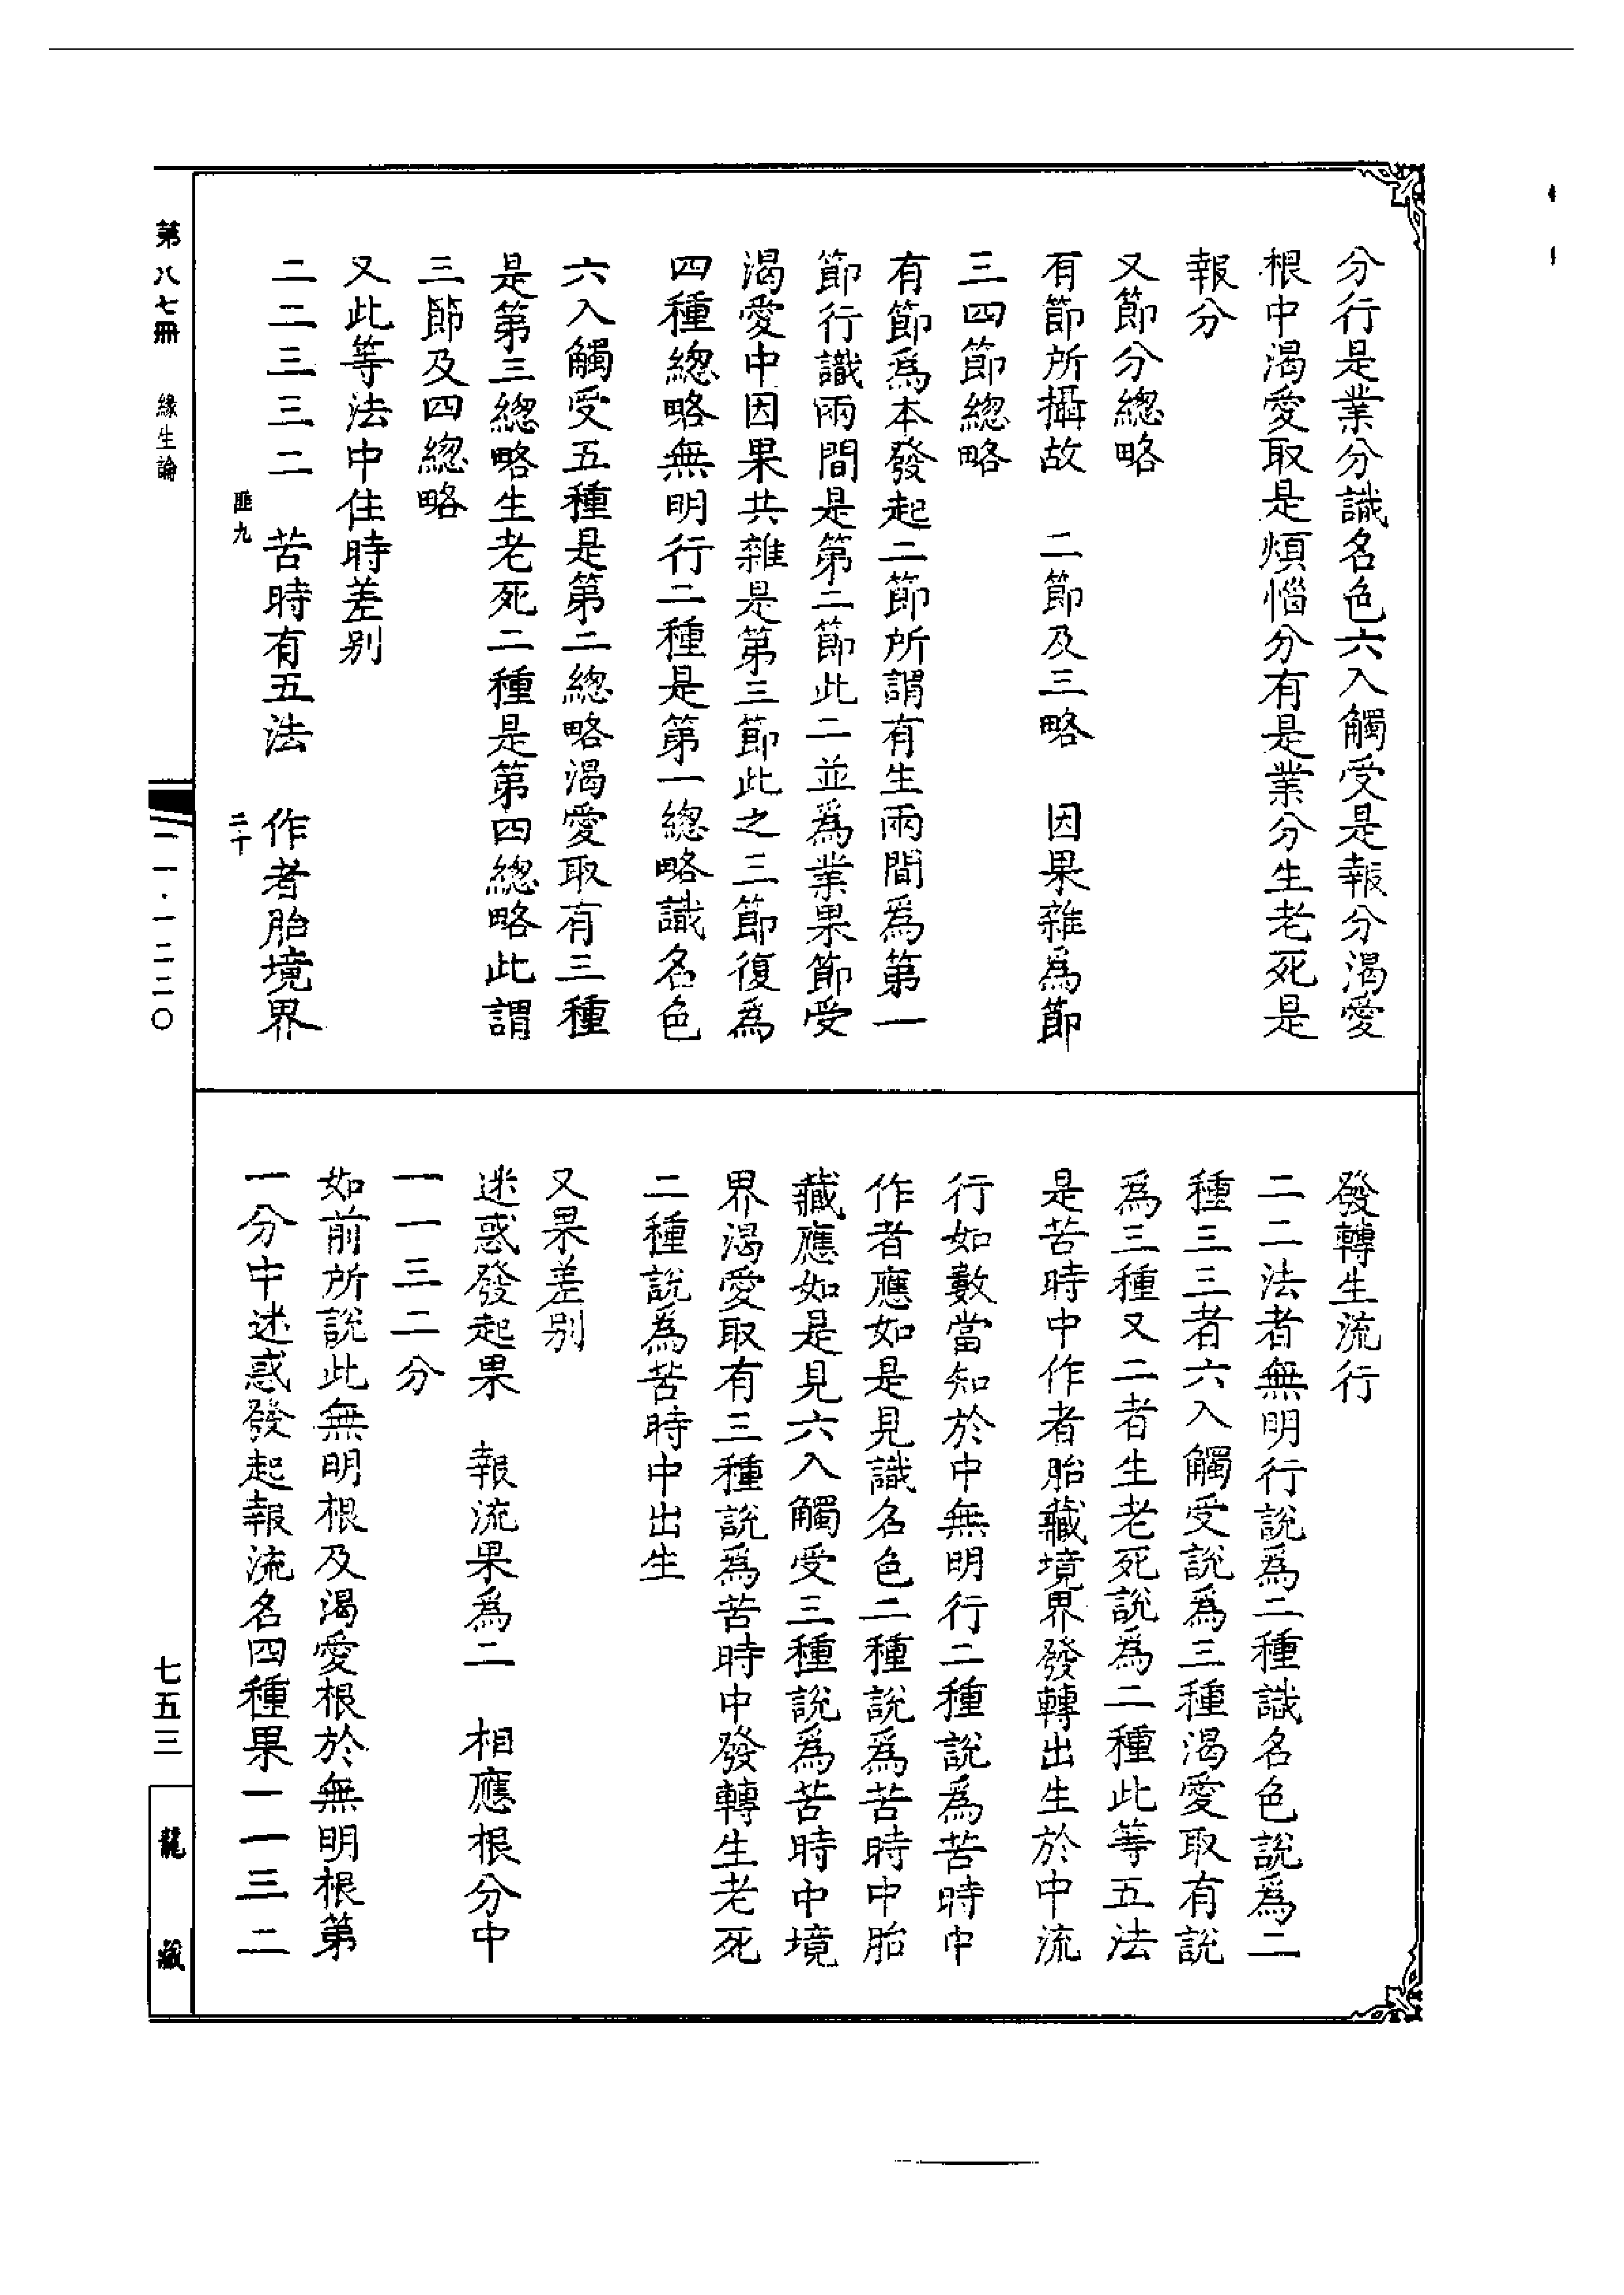 分行是業分識名色六入觸受是報分渴愛
根中渴愛取是煩惱分有是業分生老死是
報分
又節分總略
有節所攝故　二節及三略　因果雜爲節
三四節總略
有節爲本發起二節所謂有生兩間爲第一
節行識兩間是第二節此二並爲業果節受
渴愛中因果共雜是第三節此之三節復爲
四種總略無明行二種是第一總略識名色
六入觸受五種是第二總略渴愛取有三種
是第三總略生老死二種是第四總略此謂
三節及四總略
又此等法中住時差别
二二三三二　苦時有五法　作者胎境界
匪九　二十
發轉生流行
二二法者無明行說爲二種識名色說爲二
種三三者六入觸受說爲三種渴愛取有說
爲三種又二者生老死說爲二種此等五法
是苦時中作者胎藏境界發轉出生於中流
行如數當知於中無明行二種說爲苦時中
作者應如是見識名色二種說爲苦時中胎
藏應如是見六入觸受三種說爲苦時中境
界渴愛取有三種說爲苦時中發轉生老死
二種說爲苦時中出生
又果差别
迷惑發起果　報流果爲二　相應根分中
一一三二分
如前所說此無明根及渴愛根於無明根第
一分中迷惑發起報流名四種果一一三二
第八七冊　緣生論
二一·一二二〇
七五三
龍藏